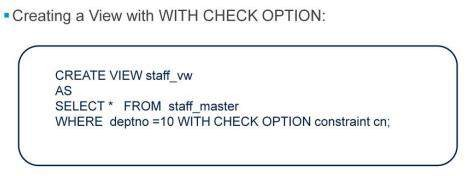 ▪ Creating a View with WITH CHECK OPTION:
CREATE VIEW staff_vw
AS
SELECT * FROM staff_master
WHERE deptno =10 WITH CHECK OPTION constraint cn;